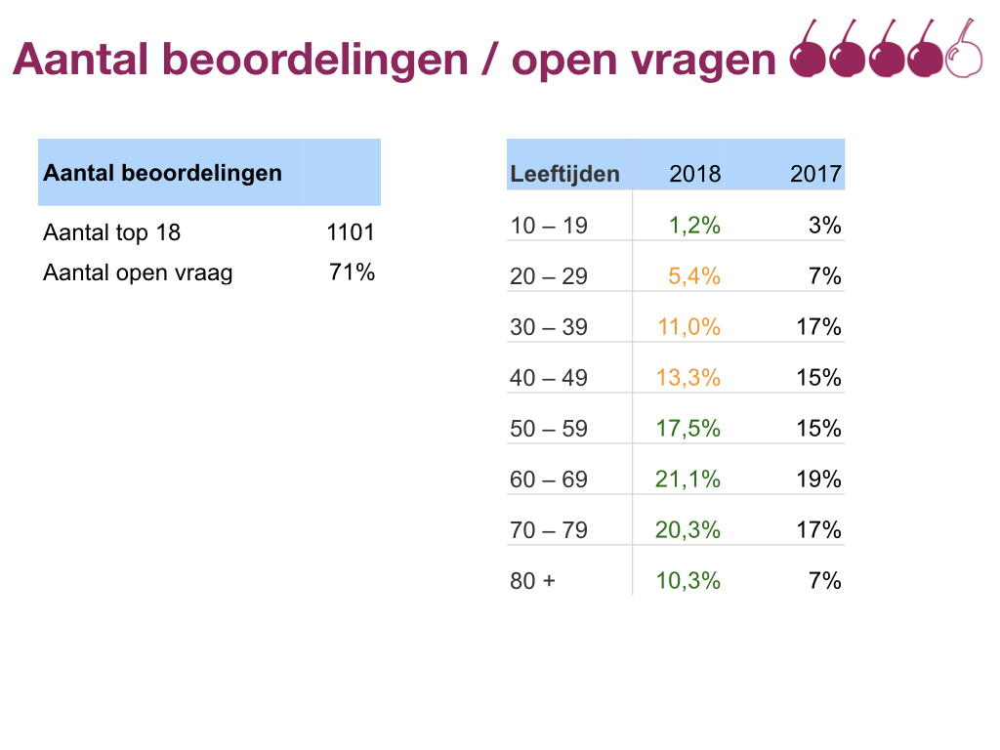 Aantal beoordelingen / open vragen
Aantal beoordelingen
Aantal top 18 1101
Aantal open vraag 71%
Leeftijden 2018 2017
10 – 19 1,2% 3%
20 – 29 5,4% 7%
30 – 39 11,0% 17%
40 – 49 13,3% 15%
50 – 59 17,5% 15%
60 – 69 21,1% 19%
70 – 79 20,3% 17%
80 + 10,3% 7%